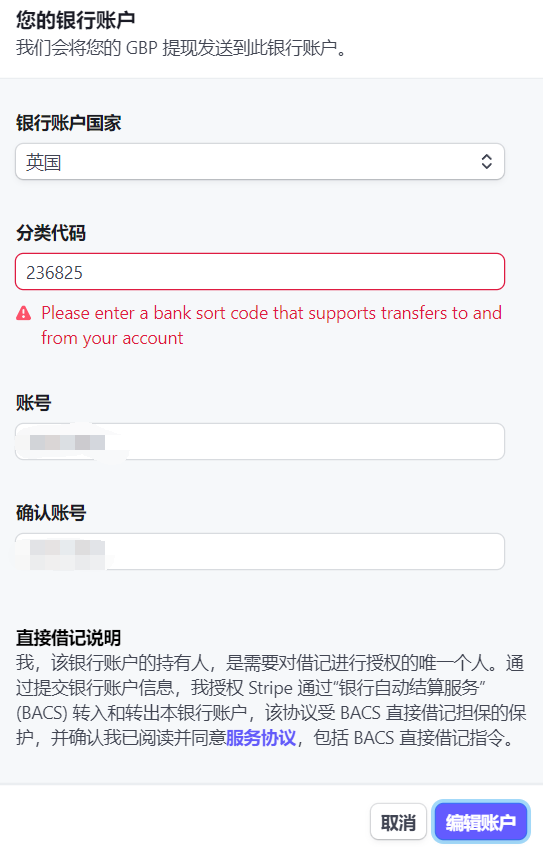 您的银行账户
我们会将您的 GBP 提现发送到此银行账户。
银行账户国家
英国
分类代码
236825
Please enter a bank sort code that supports transfers to and
from your account
账号
确认账号
直接借记说明
我，该银行账户的持有人，是需要对借记进行授权的唯一个人。通
过提交银行账户信息，我授权 Stripe 通过“银行自动结算服务”
(BACS) 转入和转出本银行账户，该协议受 BACS 直接借记担保的保
护，并确认我已阅读并同意服务协议，包括 BACS 直接借记指令。
取消
编辑账户